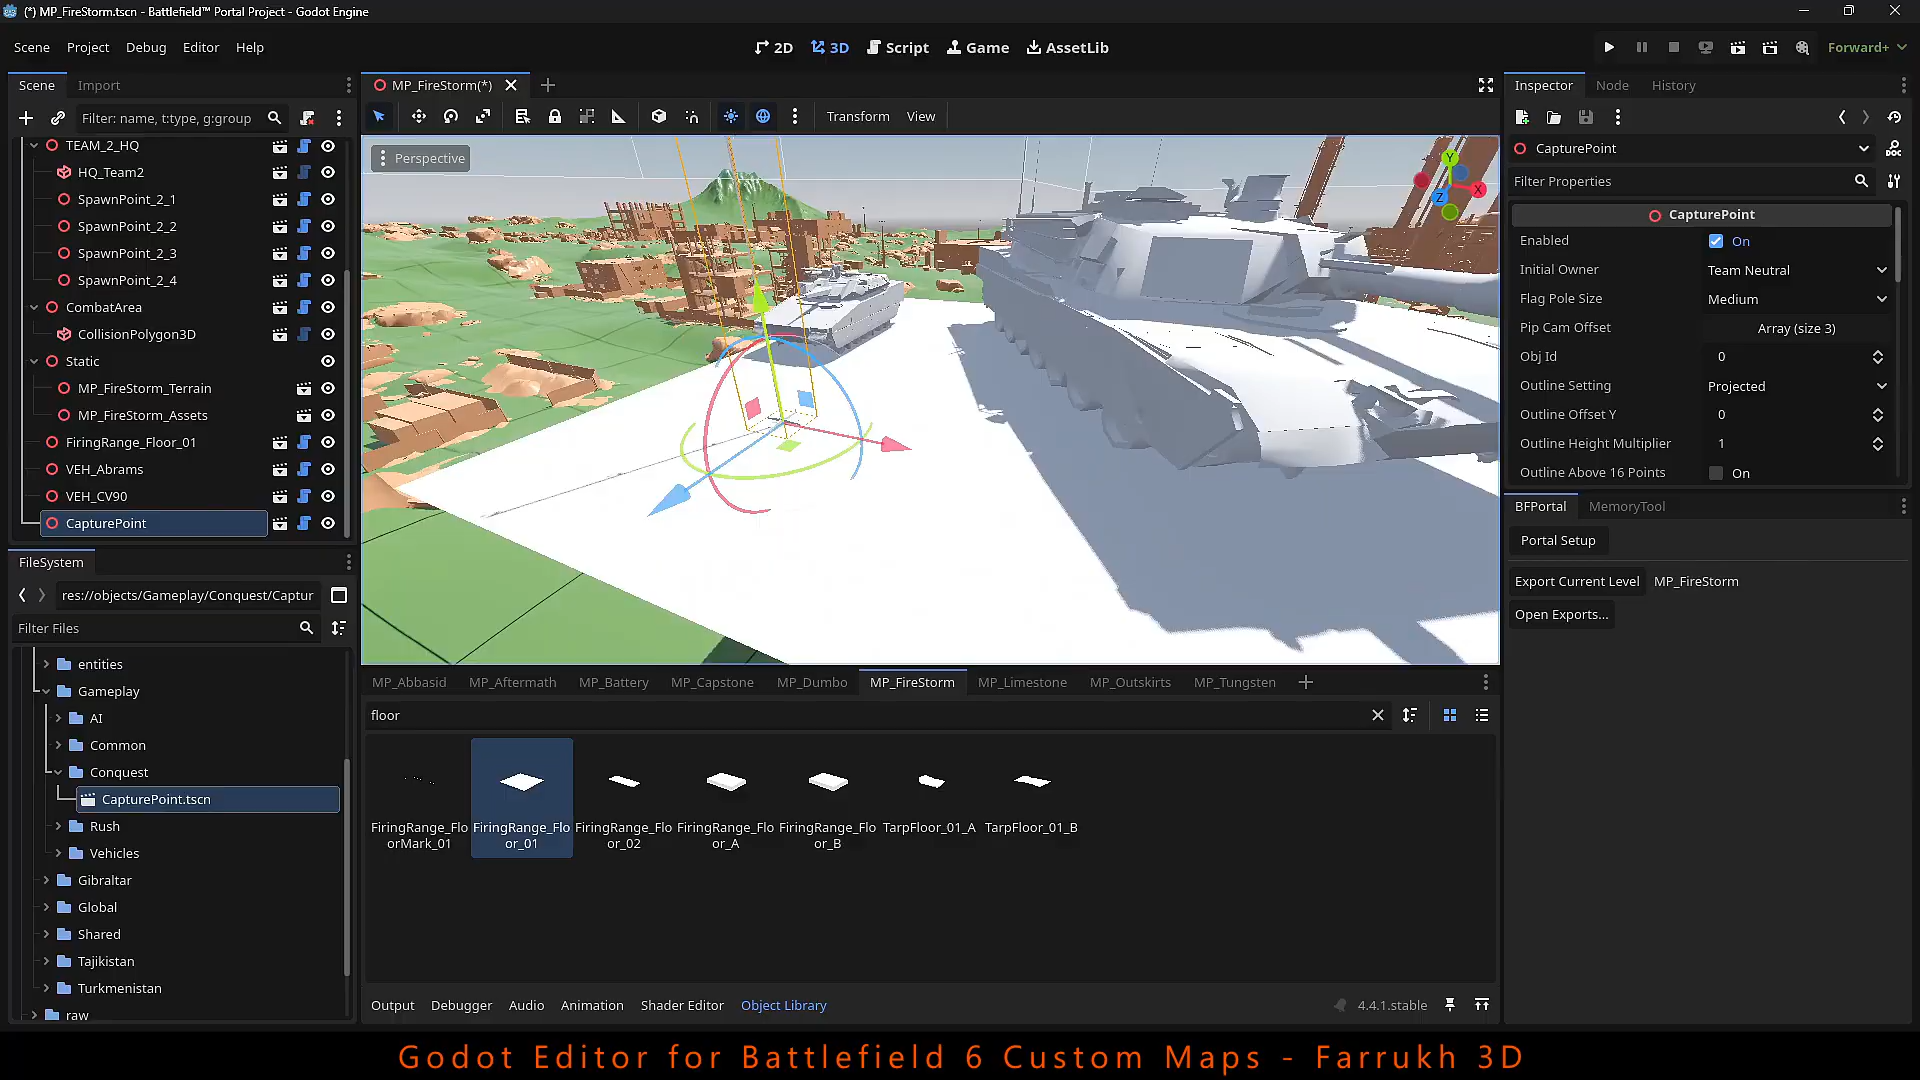 (*) MP_FireStorm.tscn - Battlefield™ Portal Project - Godot Engine
Scene Project Debug Editor Help
2D 3D Script Game AssetLib
Forward+
Scene Import
Filter: name, t:type, g:group
TEAM_2_HQ
HQ_Team2
SpawnPoint_2_1
SpawnPoint_2_2
SpawnPoint_2_3
SpawnPoint_2_4
CombatArea
CollisionPolygon3D
Static
MP_FireStorm_Terrain
MP_FireStorm_Assets
FiringRange_Floor_01
VEH_Abrams
VEH_CV90
CapturePoint
FileSystem
res://objects/Gameplay/Conquest/Captur
Filter Files
entities
Gameplay
AI
Common
Conquest
CapturePoint.tscn
Rush
Vehicles
Gibraltar
Global
Shared
Tajikistan
Turkmenistan
raw
MP_FireStorm(*)
Transform View
Perspective
Y
X
Z
MP_Abbasid MP_Aftermath MP_Battery MP_Capstone MP_Dumbo MP_FireStorm MP_Limestone MP_Outskirts MP_Tungsten
floor
FiringRange_Flo FiringRange_Flo FiringRange_Flo FiringRange_Flo FiringRange_Flo TarpFloor_01_A TarpFloor_01_B
orMark_01 or_01 or_02 or_A or_B
Output Debugger Audio Animation Shader Editor Object Library
4.4.1.stable
Inspector Node History
CapturePoint
DOC
Filter Properties
CapturePoint
Enabled On
Initial Owner Team Neutral
Flag Pole Size Medium
Pip Cam Offset Array (size 3)
Obj Id 0
Outline Setting Projected
Outline Offset Y 0
Outline Height Multiplier 1
Outline Above 16 Points On
BFPortal MemoryTool
Portal Setup
Export Current Level MP_FireStorm
Open Exports...
Godot Editor for Battlefield 6 Custom Maps - Farrukh 3D